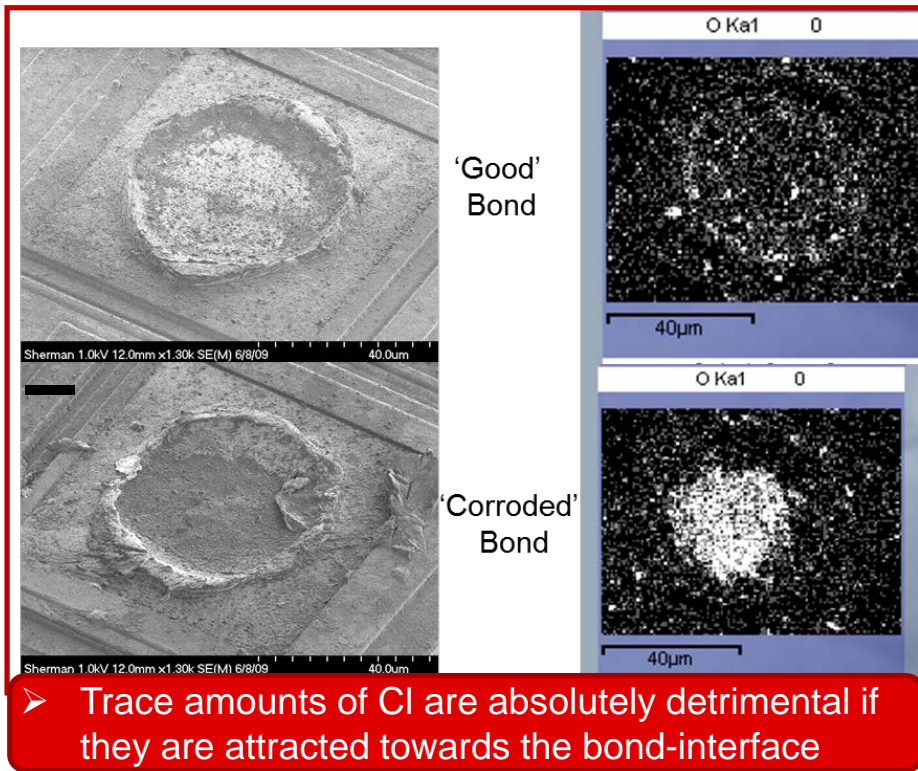 O Ka1 0
'Good'
Bond
40µm
Sherman 1.0kV 12.0mm x1.30k SE(M) 6/8/09 40.0um
O Ka1 0
'Corroded'
Bond
40µm
Sherman 1.0kV 12.0mm x1.30k SE(M) 6/8/09 40.0um
➢ Trace amounts of Cl are absolutely detrimental if
they are attracted towards the bond-interface